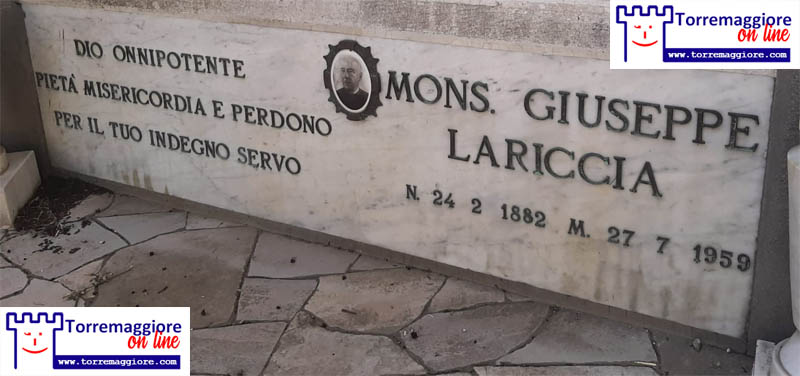 DIO ONNIPOTENTE
PIETÀ MISERICORDIA E PERDONO
PER IL TUO INDEGNO SERVO
MONS. GIUSEPPE
LARICCIA
N. 24 2 1882 M. 27 7 1959
Torremaggiore
on line
www.torremaggiore.com
Torremaggiore
on line
www.torremaggiore.com